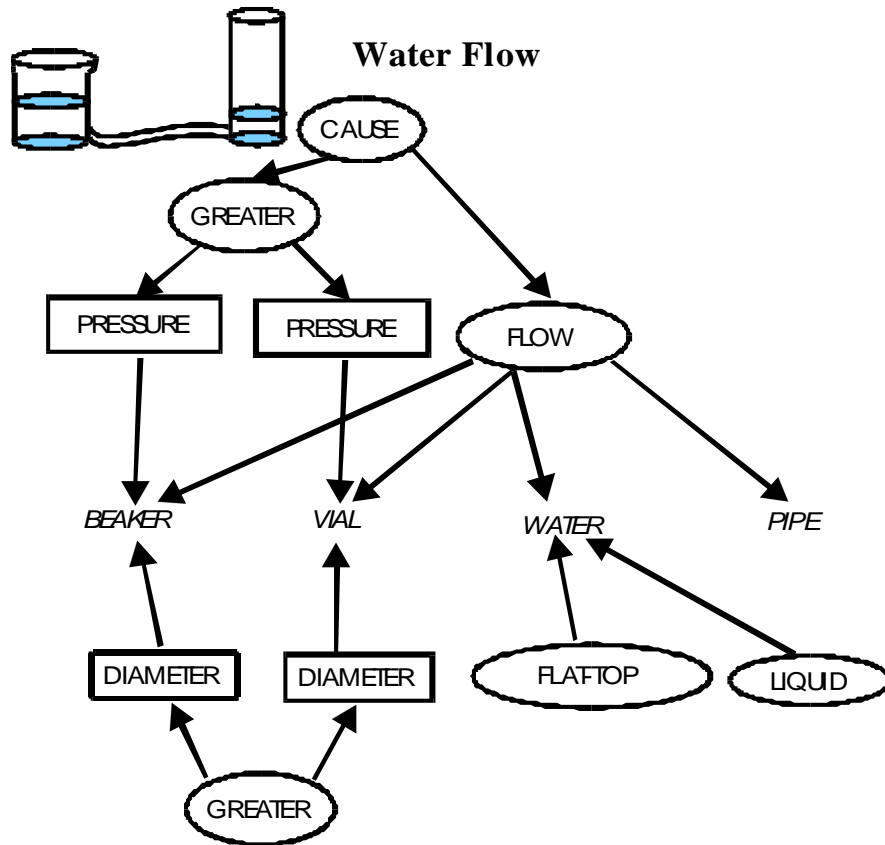 Water Flow
CAUSE
GREATER
PRESSURE
PRESSURE
FLOW
BEAKER
VIAL
WATER
PIPE
DIAMETER
DIAMETER
FLAT-TOP
LIQUID
GREATER